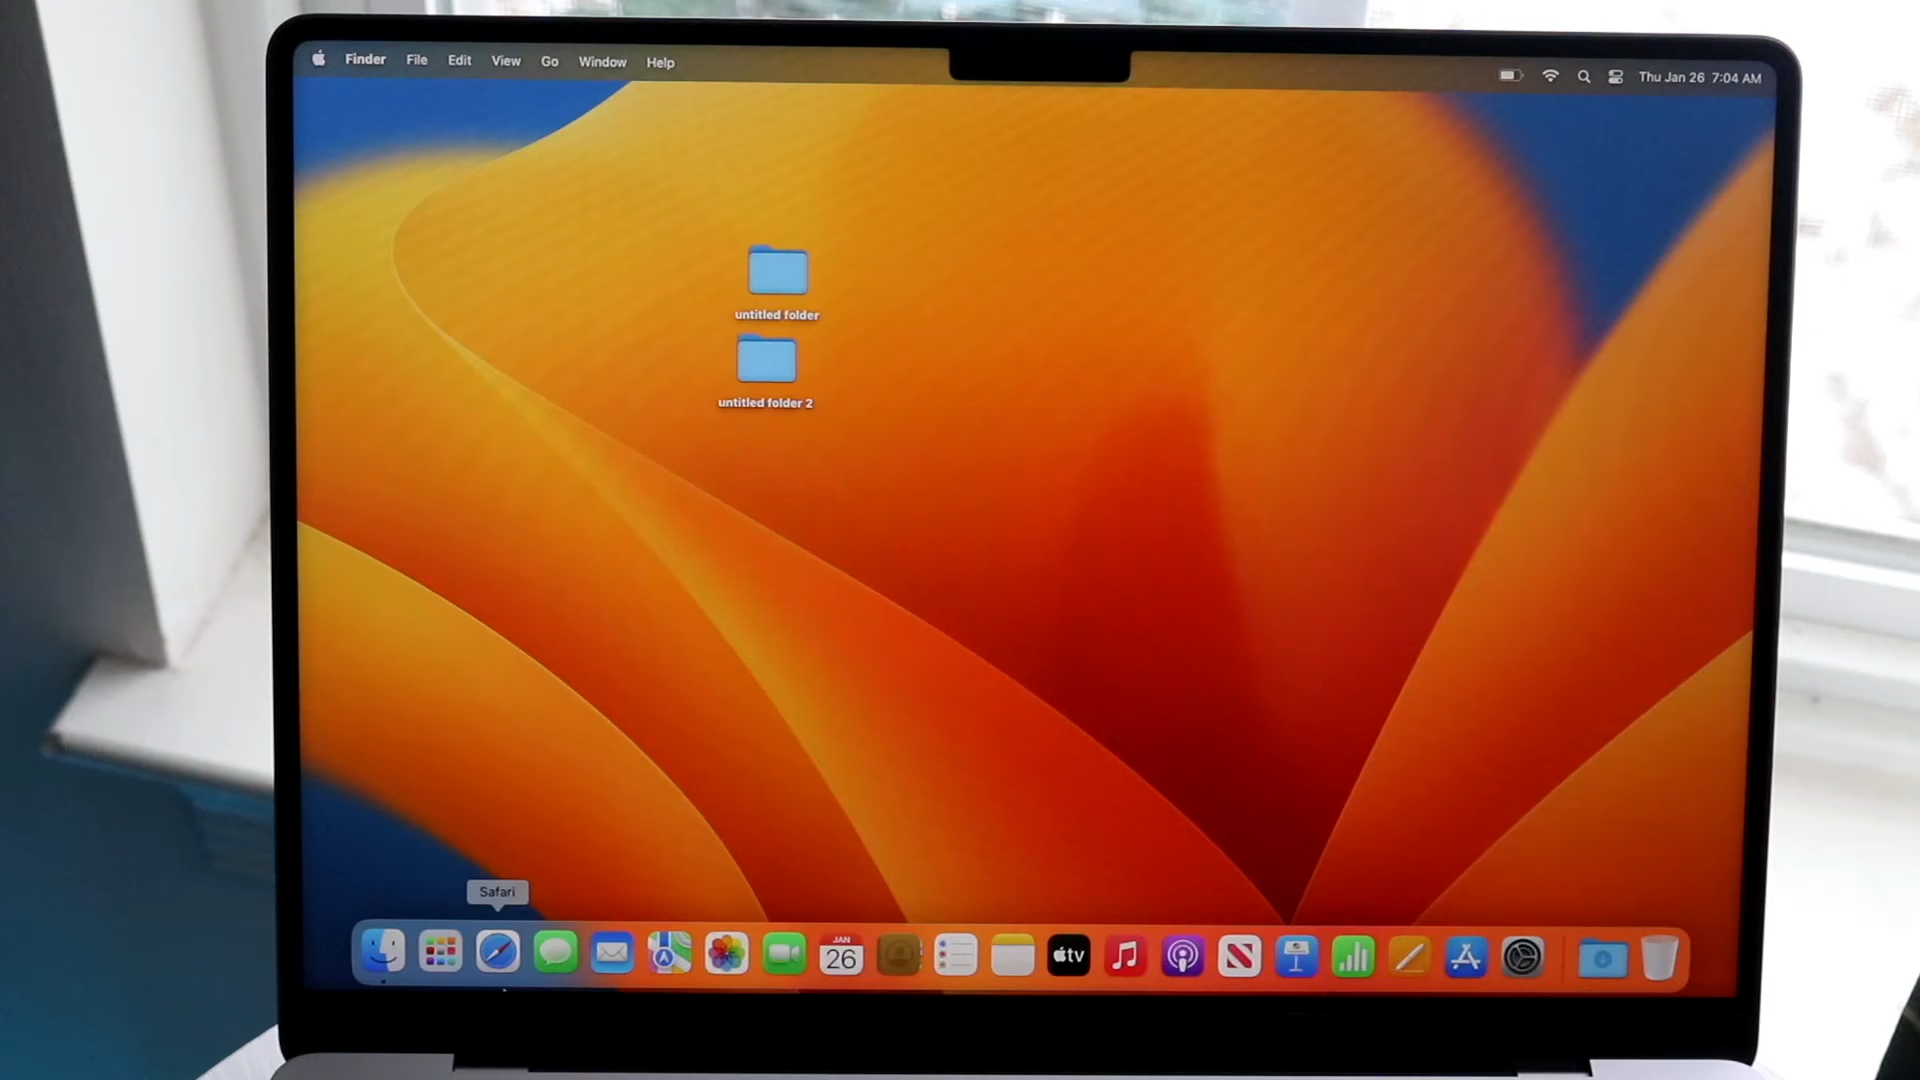 Finder File Edit View Go Window Help
Thu Jan 26 7:04 AM
untitled folder
untitled folder 2
Safari
JAN
26
tv